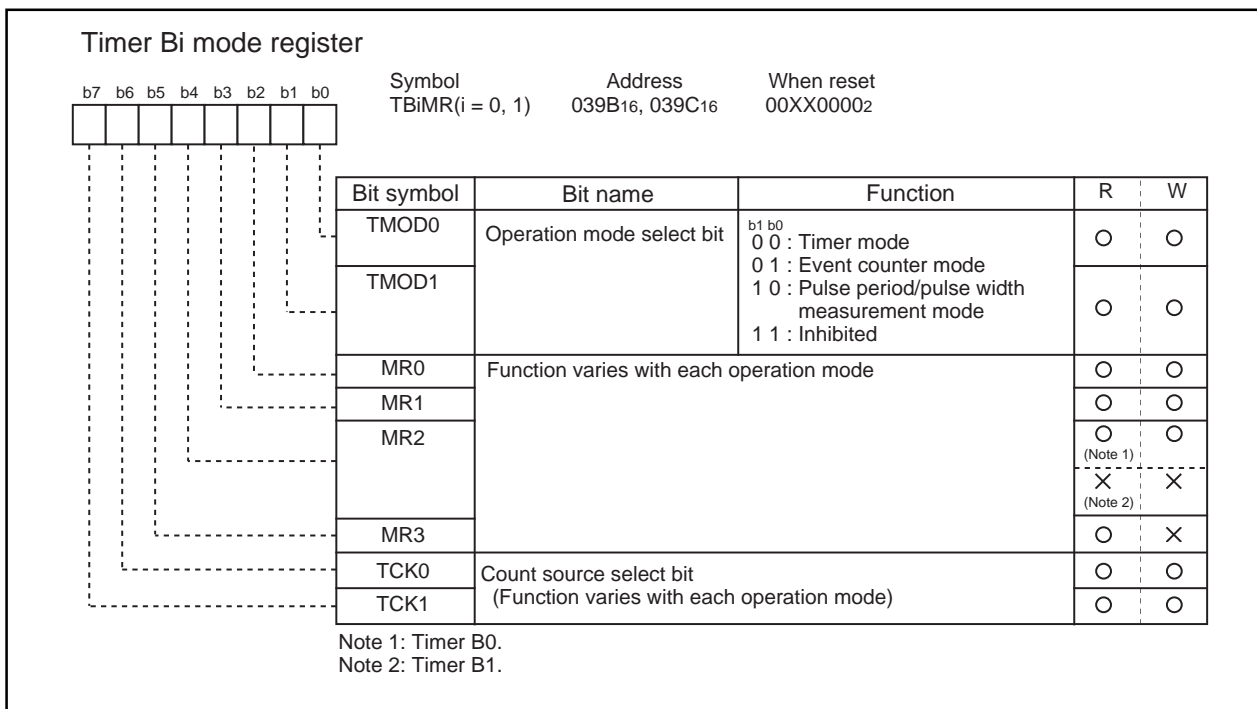 Timer Bi mode register
Symbol Address When reset
b7 b6 b5 b4 b3 b2 b1 b0
TBiMR(i = 0, 1) 039B16, 039C16 00XX00002
Bit symbol Bit name Function R W
TMOD0 Operation mode select bit
b1 b0
0 0 : Timer mode
0 1 : Event counter mode
TMOD1
1 0 : Pulse period/pulse width
measurement mode
1 1 : Inhibited
MR0 Function varies with each operation mode
MR1
MR2
(Note 1)
(Note 2)
MR3
TCK0 Count source select bit
TCK1 (Function varies with each operation mode)
Note 1: Timer B0.
Note 2: Timer B1.